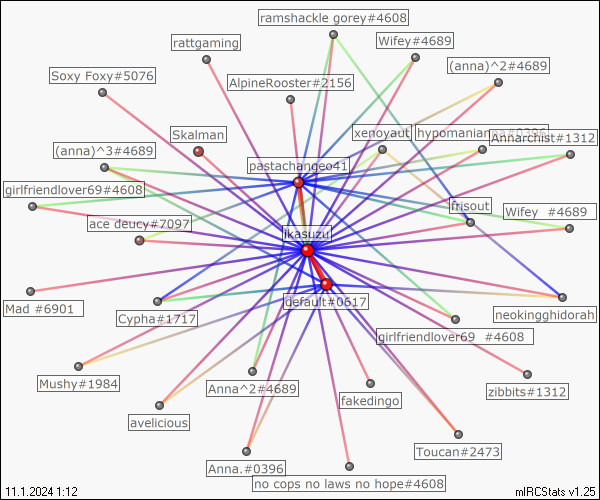 ramshackle gorey#4608
rattgaming
Wifey#4689
Soxy Foxy#5076
AlpineRooster#2156
(anna)^2#4689
Skalman
xenoyaut
Annarchist#1312
(anna)^3#4689
pastachangeo41
girlfriendlover69#4608
ace deucy#7097
frisout
Wifey  #4689
ikasuzu
Mad #6901
default#0617
neokingghidorah
Cypha#1717
girlfriendlover69  #4608
Mushy#1984
Anna^2#4689
fakedingo
zibbits#1312
avelicious
Toucan#2473
Anna.#0396
no cops no laws no hope#4608
11.1.2024 1:12
mIRCStats v1.25